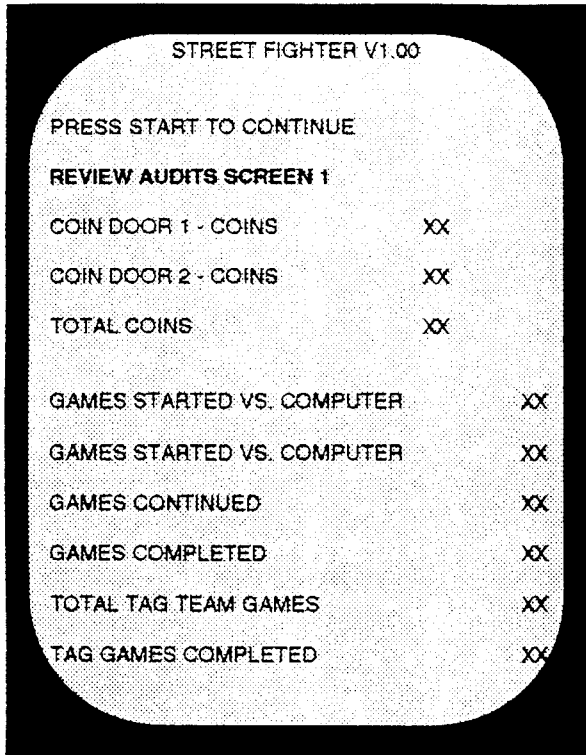 STREET FIGHTER V1.00
PRESS START TO CONTINUE
REVIEW AUDITS SCREEN 1
COIN DOOR 1 - COINS XX
COIN DOOR 2 - COINS XX
TOTAL COINS XX
GAMES STARTED VS. COMPUTER XX
GAMES STARTED VS. COMPUTER XX
GAMES CONTINUED XX
GAMES COMPLETED XX
TOTAL TAG TEAM GAMES XX
TAG GAMES COMPLETED XX